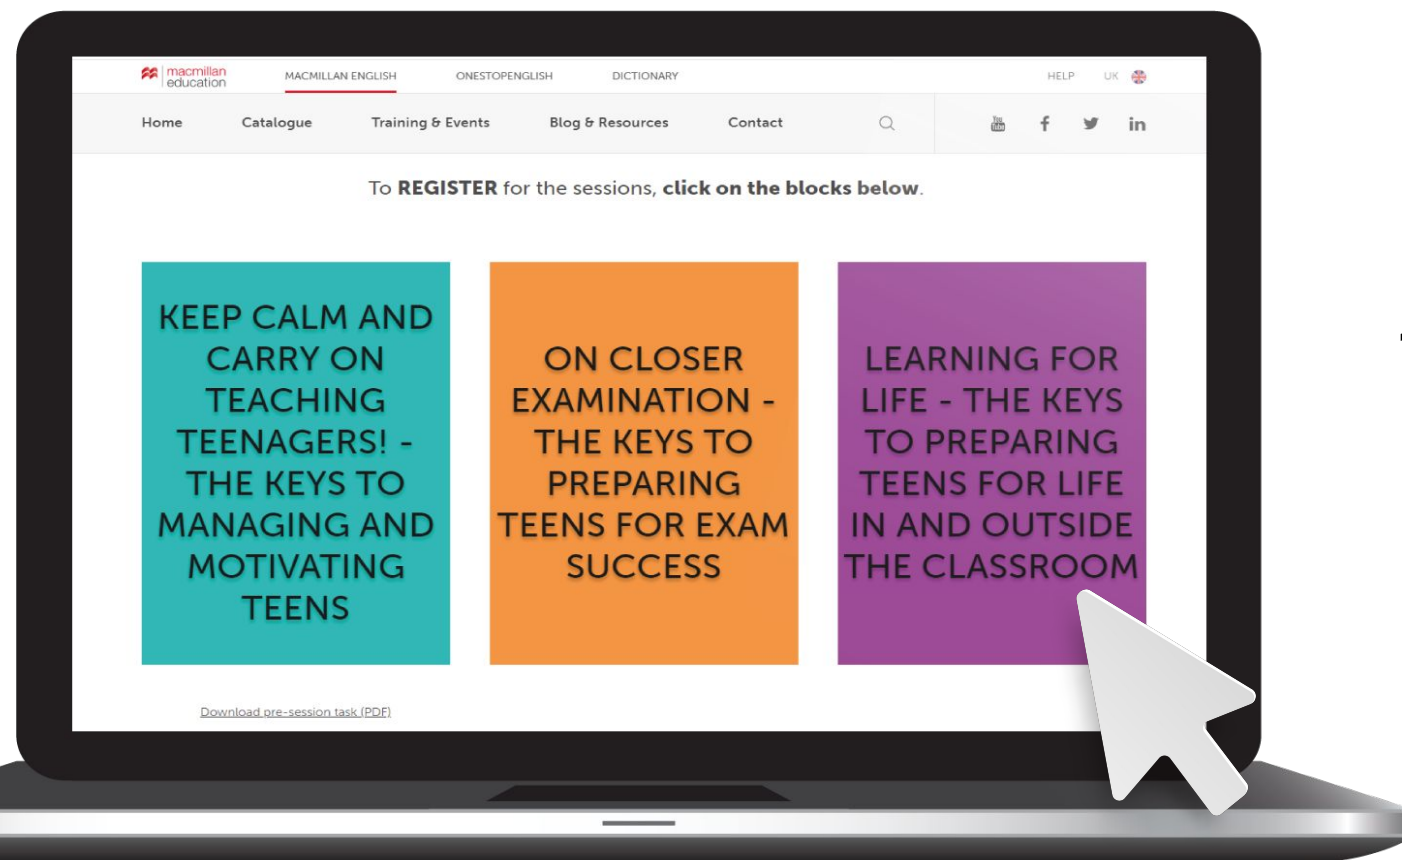 macmillan
education
MACMILLAN ENGLISH
ONESTOPENGLISH
DICTIONARY
HELP
UK
Home
Catalogue
Training & Events
Blog & Resources
Contact
You
Tube
f
in
To REGISTER for the sessions, click on the blocks below.
KEEP CALM AND
CARRY ON
TEACHING
TEENAGERS! -
THE KEYS TO
MANAGING AND
MOTIVATING
TEENS
ON CLOSER
EXAMINATION -
THE KEYS TO
PREPARING
TEENS FOR EXAM
SUCCESS
LEARNING FOR
LIFE - THE KEYS
TO PREPARING
TEENS FOR LIFE
IN AND OUTSIDE
THE CLASSROOM
Download pre-session task (PDF)